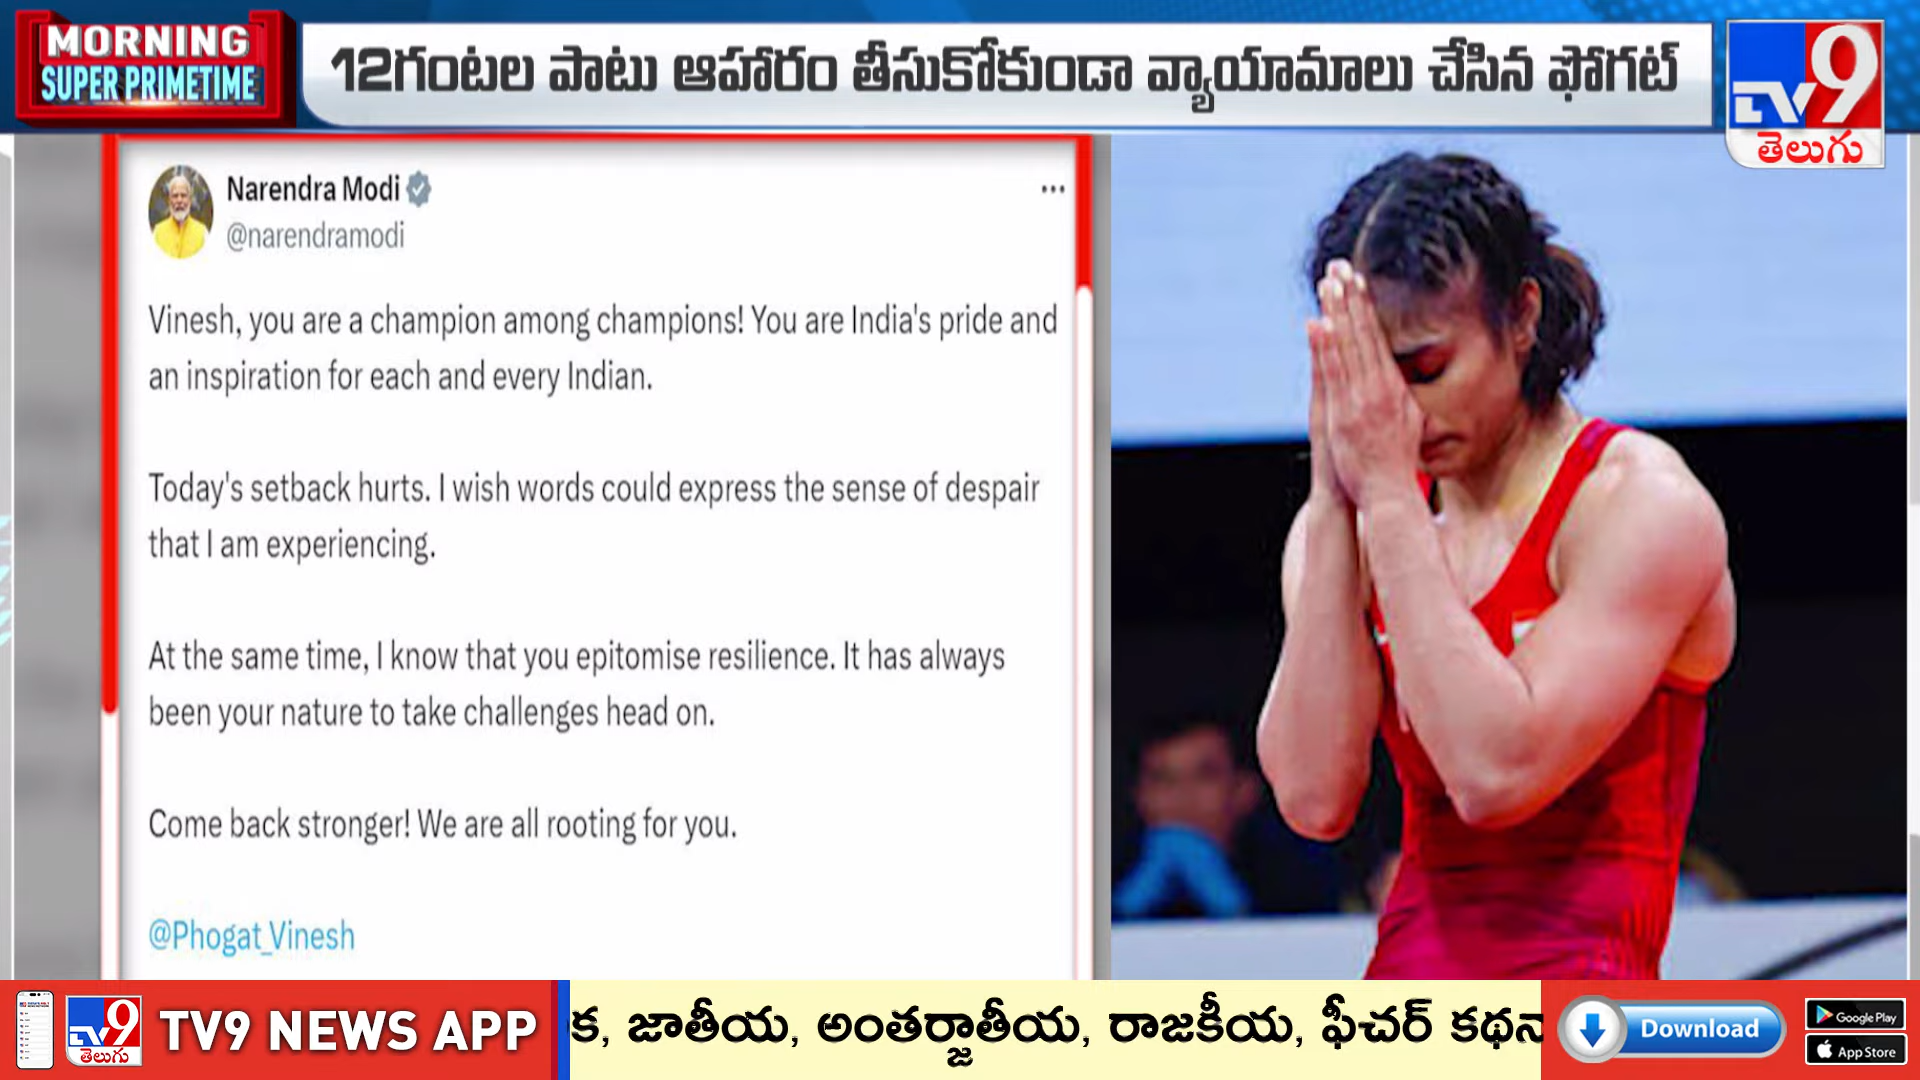 MORNING
SUPER PRIMETIME
12గంటల పాటు ఆహారం తీసుకోకుండా వ్యాయామాలు చేసిన ఫోగట్
TV9
తెలుగు
Narendra Modi
@narendramodi
Vinesh, you are a champion among champions! You are India's pride and
an inspiration for each and every Indian.
Today's setback hurts. I wish words could express the sense of despair
that I am experiencing.
At the same time, I know that you epitomise resilience. It has always
been your nature to take challenges head on.
Come back stronger! We are all rooting for you.
@Phogat_Vinesh
TV9
తెలుగు
TV9 NEWS APP
క, జాతీయ, అంతర్జాతీయ, రాజకీయ, ఫీచర్ కథనా
Download
Google Play
App Store